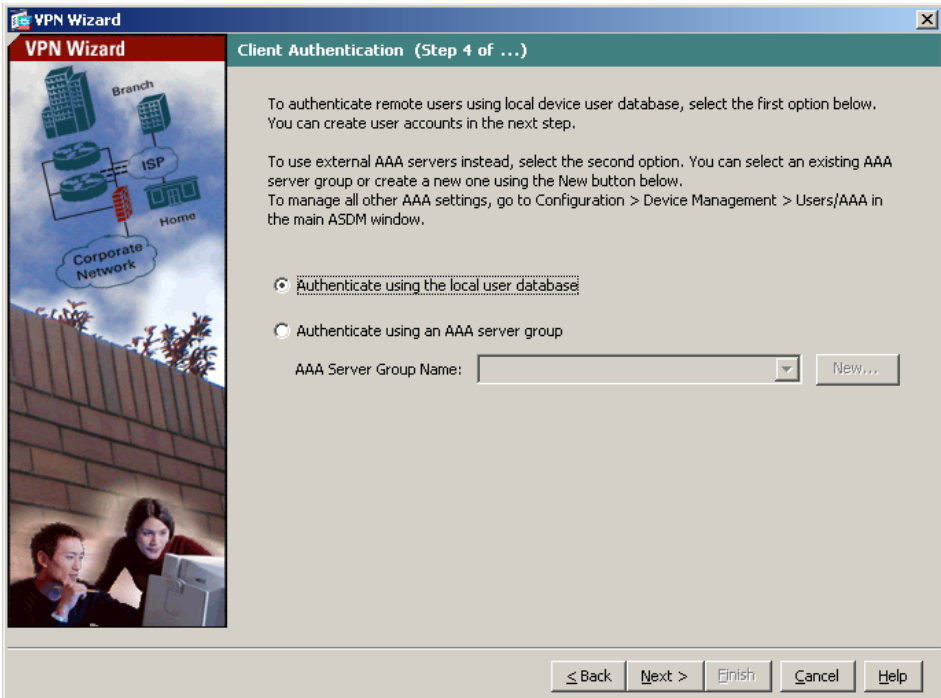 VPN Wizard
VPN Wizard
Client Authentication (Step 4 of ...)
Branch
ISP
Home
Corporate
Network
To authenticate remote users using local device user database, select the first option below.
You can create user accounts in the next step.
To use external AAA servers instead, select the second option. You can select an existing AAA
server group or create a new one using the New button below.
To manage all other AAA settings, go to Configuration > Device Management > Users/AAA in
the main ASDM window.
Authenticate using the local user database
Authenticate using an AAA server group
AAA Server Group Name:
New...
< Back
Next >
Finish
Cancel
Help